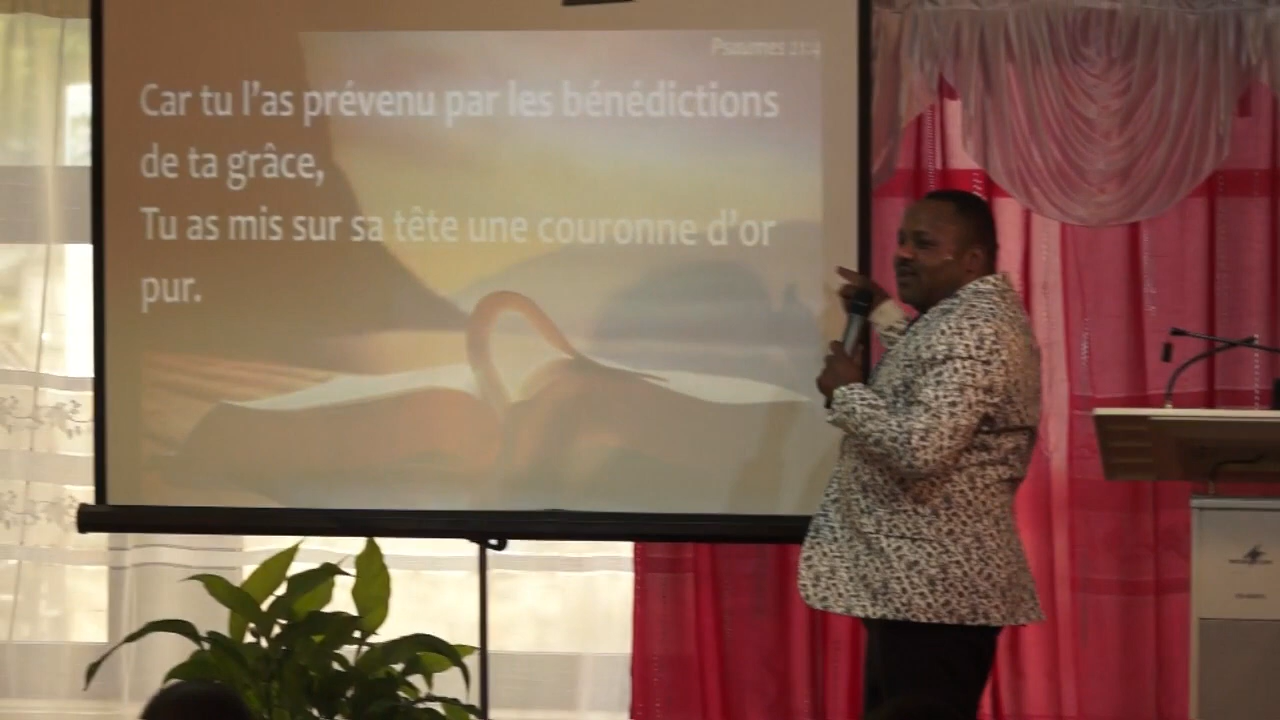 Psaumes 21:4
Car tu l'as prévenu par les bénédictions
de ta grâce,
Tu as mis sur sa tête une couronne d'or
pur.